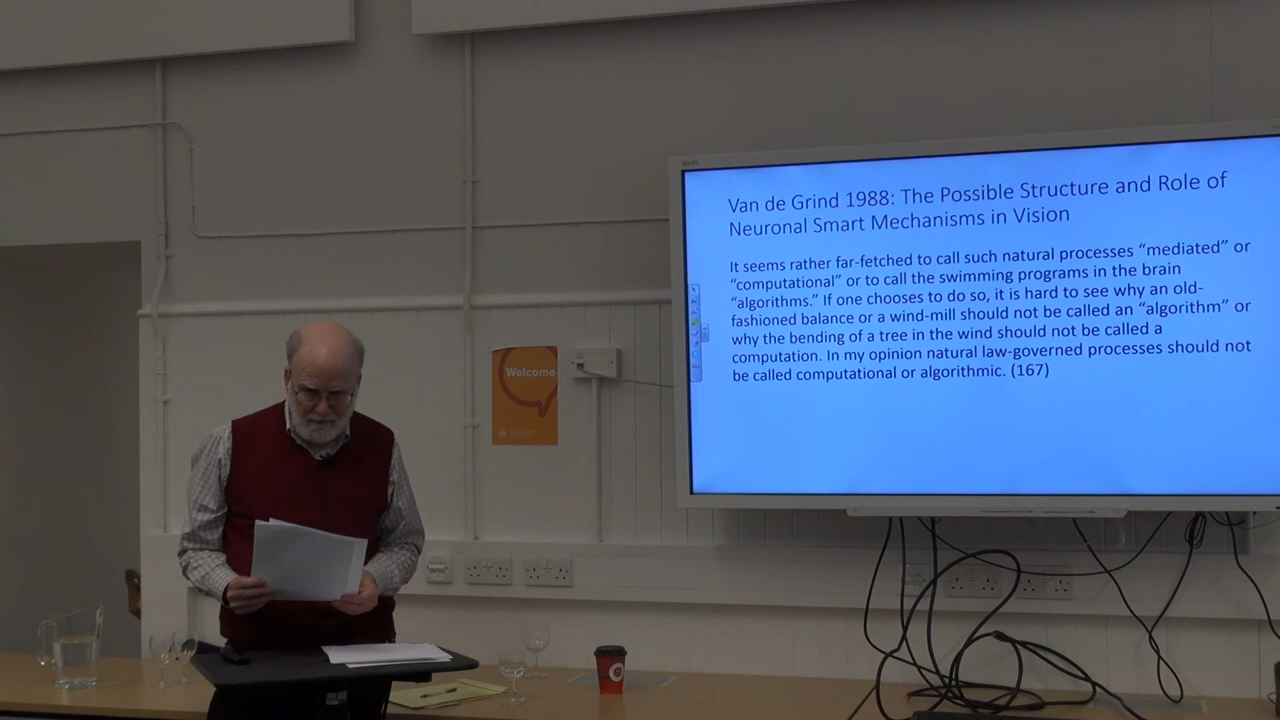 Van de Grind 1988: The Possible Structure and Role of
Neuronal Smart Mechanisms in Vision
It seems rather far-fetched to call such natural processes “mediated” or
“computational” or to call the swimming programs in the brain
“algorithms.” If one chooses to do so, it is hard to see why an old-
fashioned balance or a wind-mill should not be called an “algorithm” or
why the bending of a tree in the wind should not be called a
computation. In my opinion natural law-governed processes should not
be called computational or algorithmic. (167)
Welcome